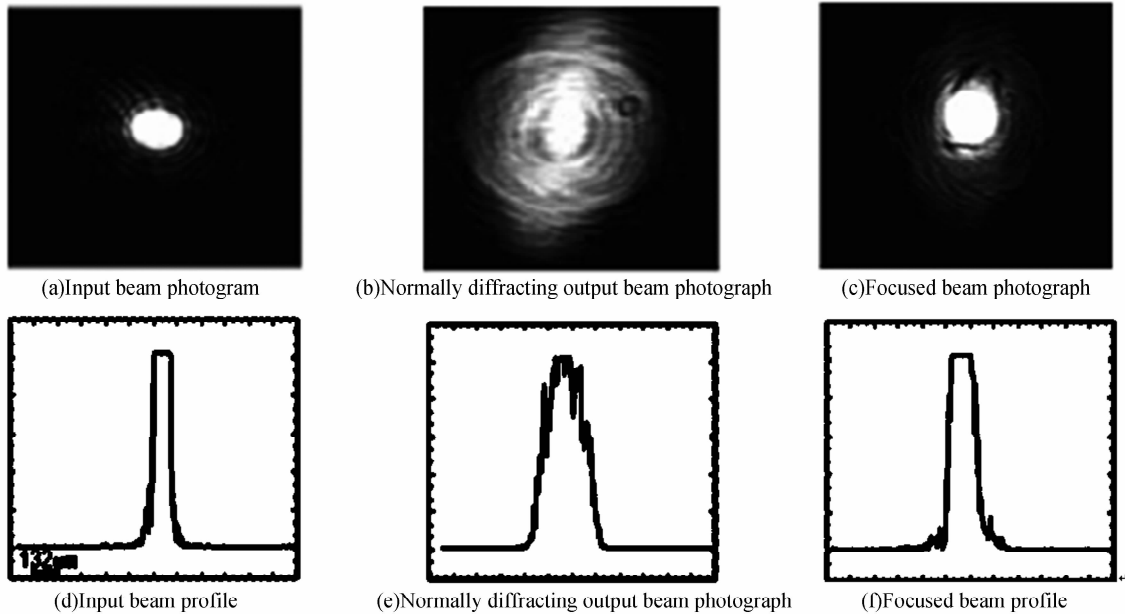 (a)Input beam photogram
(b)Normally diffracting output beam photograph
(c)Focused beam photograph
132μm
(d)Input beam profile
(e)Normally diffracting output beam photograph
(f)Focused beam profile